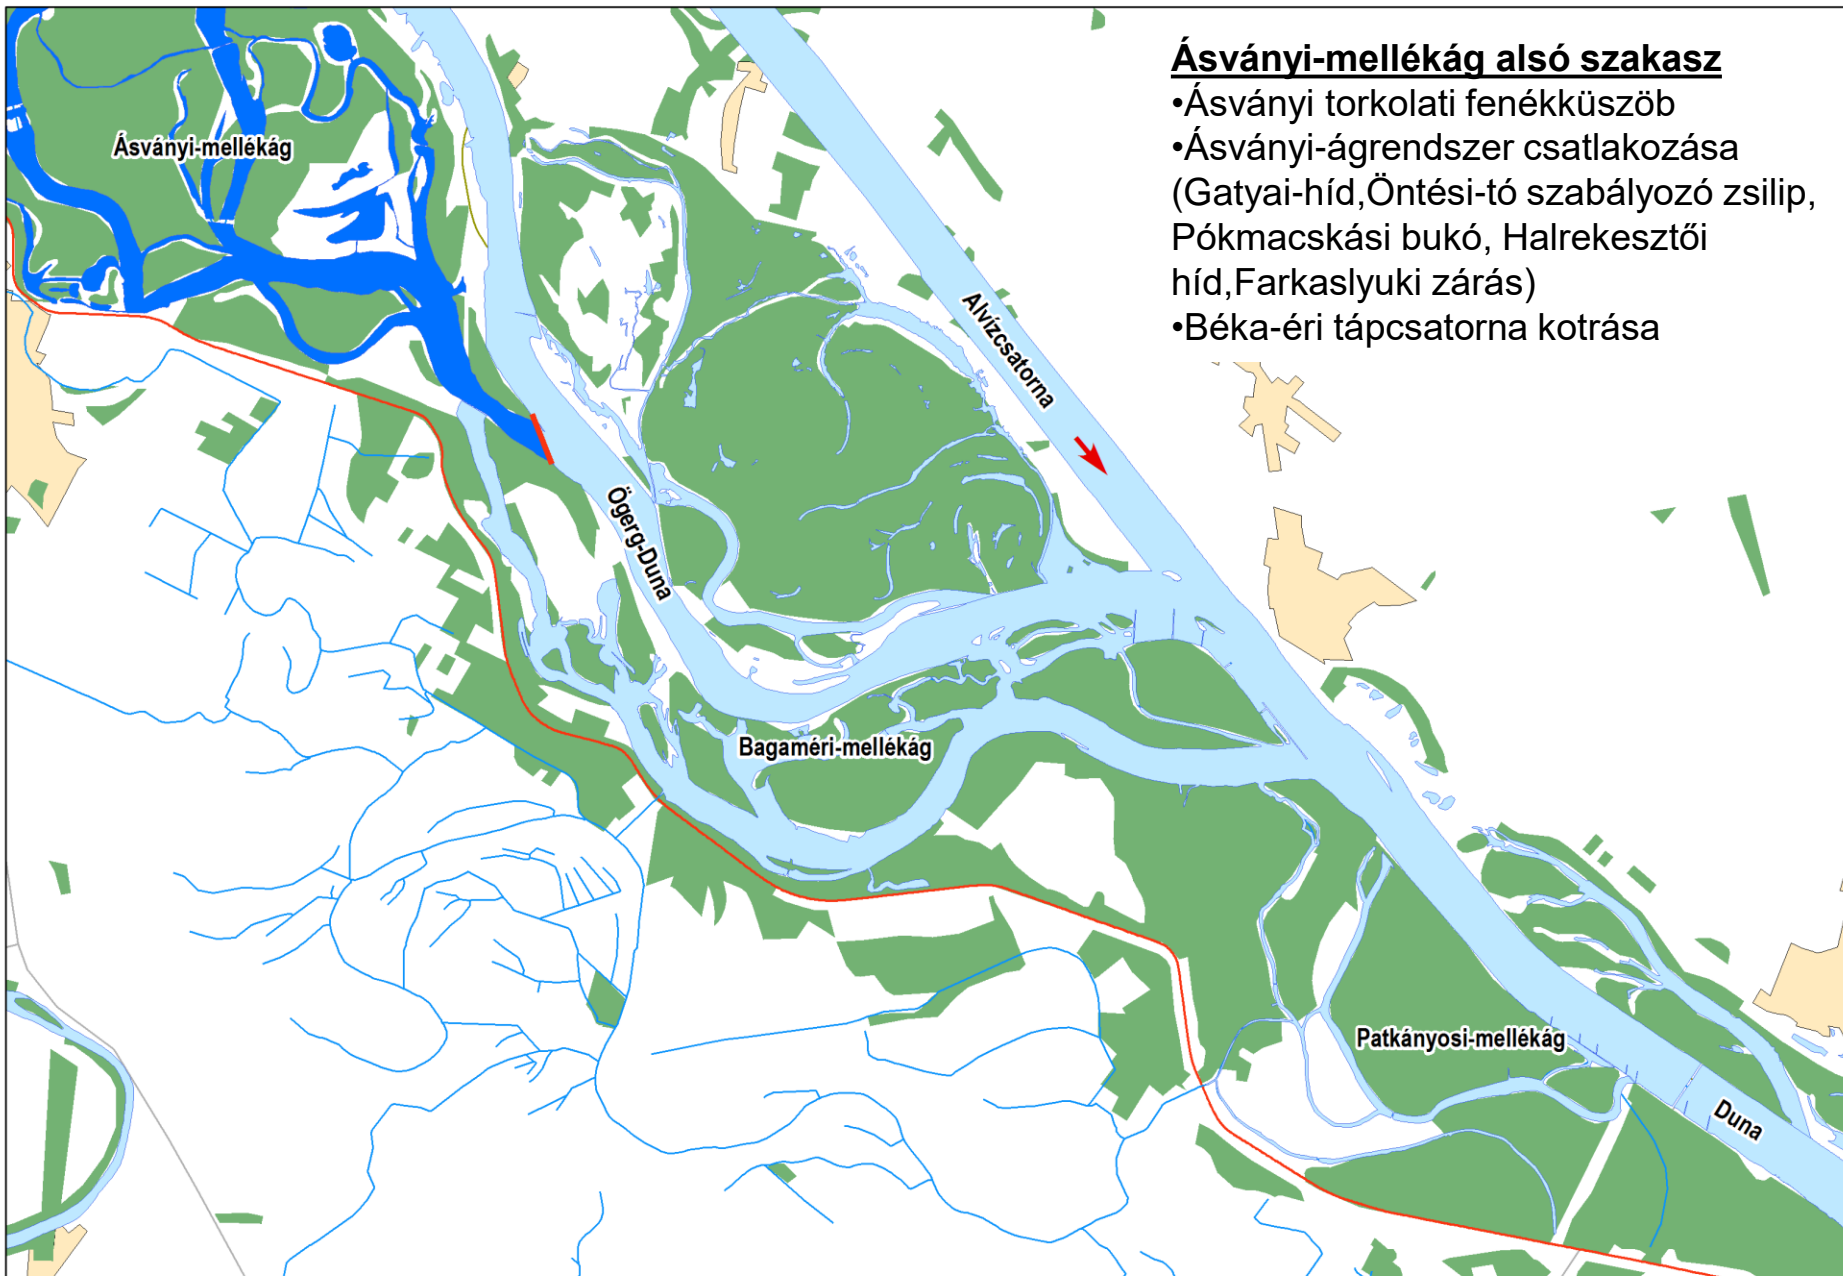 Ásványi-mellékág alsó szakasz
•Ásványi torkolati fenékküszöb
•Ásványi-ágrendszer csatlakozása
(Gatyai-híd,Öntési-tó szabályozó zsilip,
Pókmacskási bukó, Halrekesztői
híd,Farkaslyuki zárás)
•Béka-éri tápcsatorna kotrása
Ásványi-mellékág
Alvízcsatorna
Ögerg-Duna
Bagaméri-mellékág
Patkányosi-mellékág
Duna